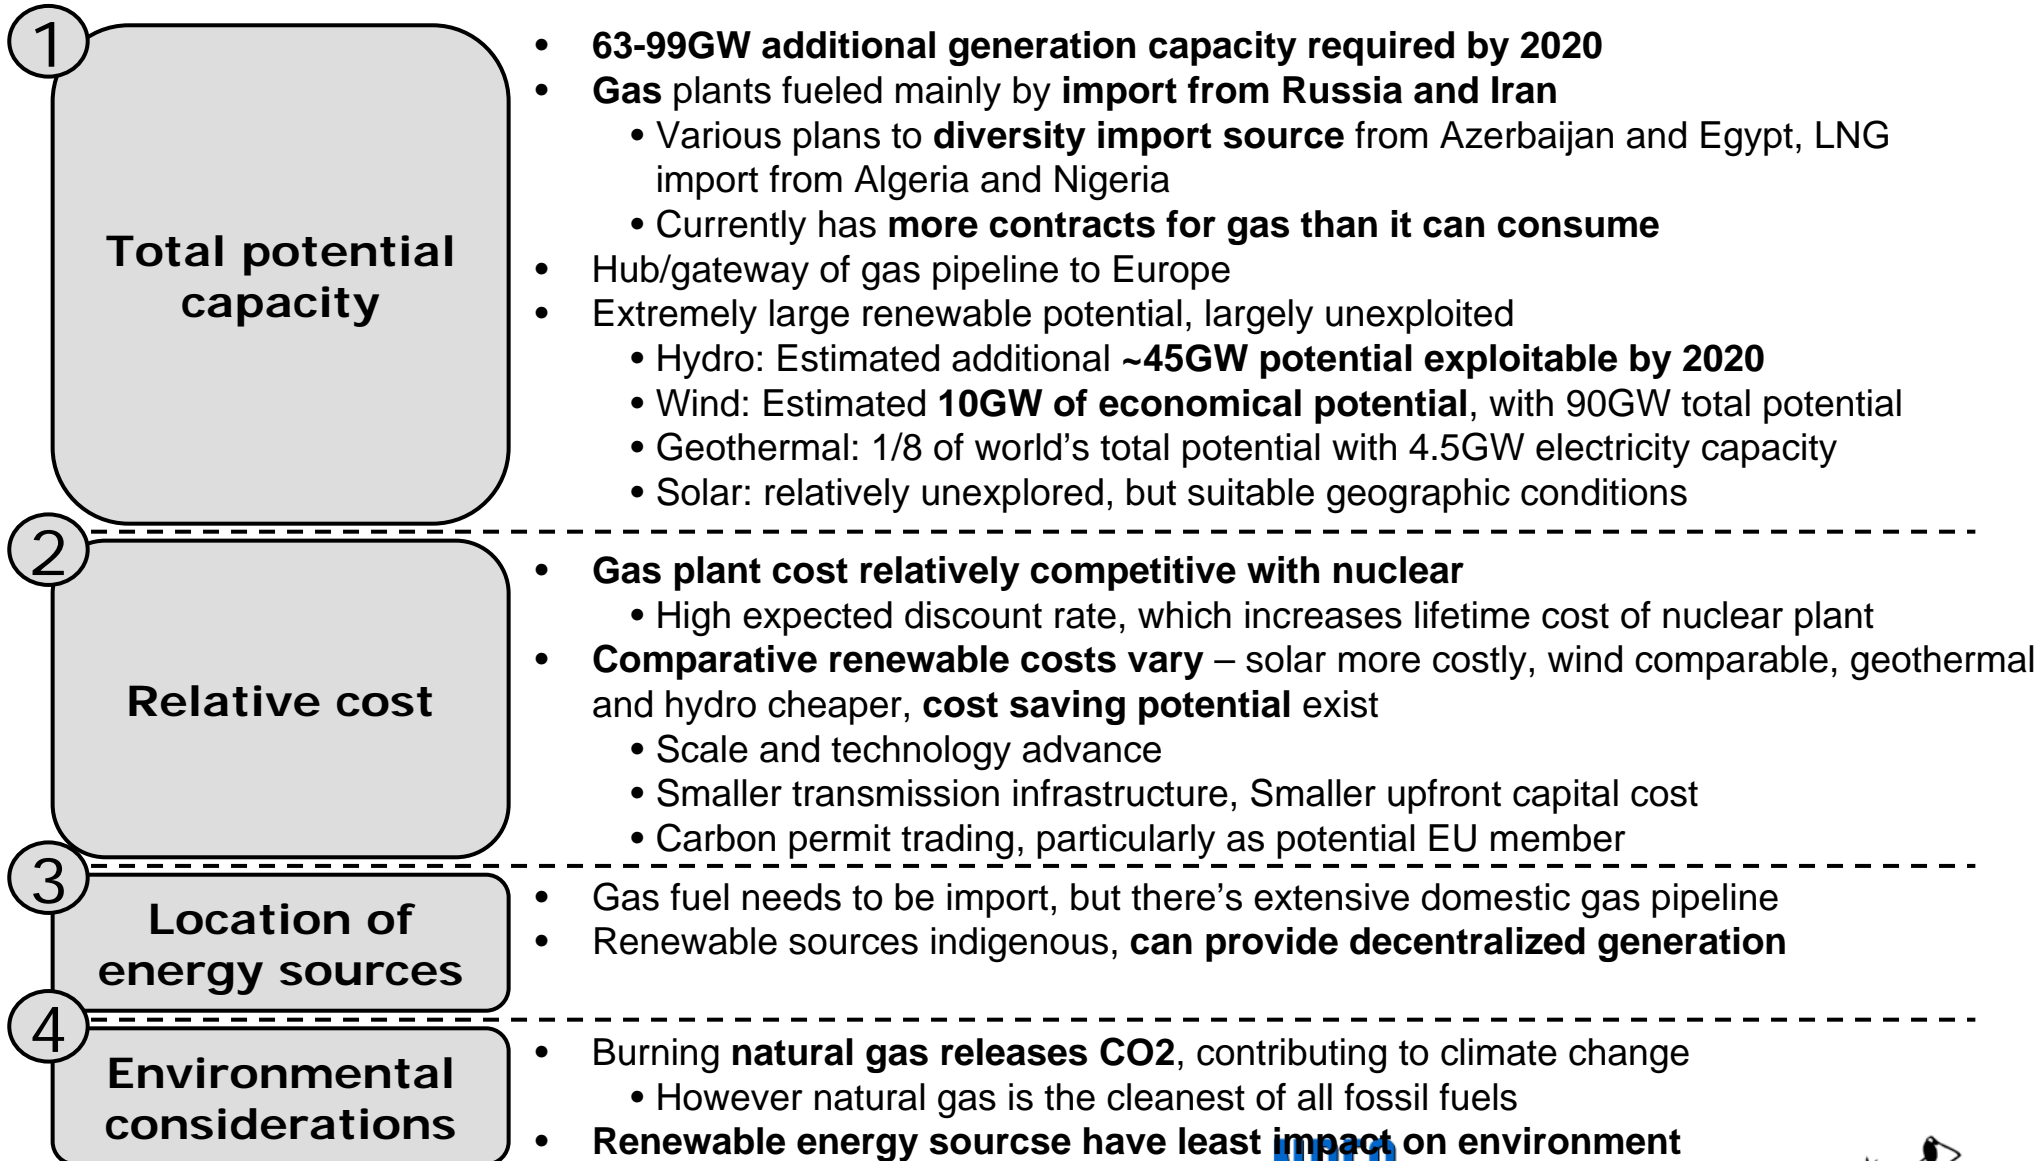 1
Total potential
capacity
• 63-99GW additional generation capacity required by 2020
• Gas plants fueled mainly by import from Russia and Iran
• Various plans to diversity import source from Azerbaijan and Egypt, LNG
import from Algeria and Nigeria
• Currently has more contracts for gas than it can consume
• Hub/gateway of gas pipeline to Europe
• Extremely large renewable potential, largely unexploited
• Hydro: Estimated additional ~45GW potential exploitable by 2020
• Wind: Estimated 10GW of economical potential, with 90GW total potential
• Geothermal: 1/8 of world’s total potential with 4.5GW electricity capacity
• Solar: relatively unexplored, but suitable geographic conditions
2
Relative cost
• Gas plant cost relatively competitive with nuclear
• High expected discount rate, which increases lifetime cost of nuclear plant
• Comparative renewable costs vary – solar more costly, wind comparable, geothermal
and hydro cheaper, cost saving potential exist
• Scale and technology advance
• Smaller transmission infrastructure, Smaller upfront capital cost
• Carbon permit trading, particularly as potential EU member
3
Location of
energy sources
• Gas fuel needs to be import, but there’s extensive domestic gas pipeline
• Renewable sources indigenous, can provide decentralized generation
4
Environmental
considerations
• Burning natural gas releases CO2, contributing to climate change
• However natural gas is the cleanest of all fossil fuels
• Renewable energy sourcse have least impact on environment